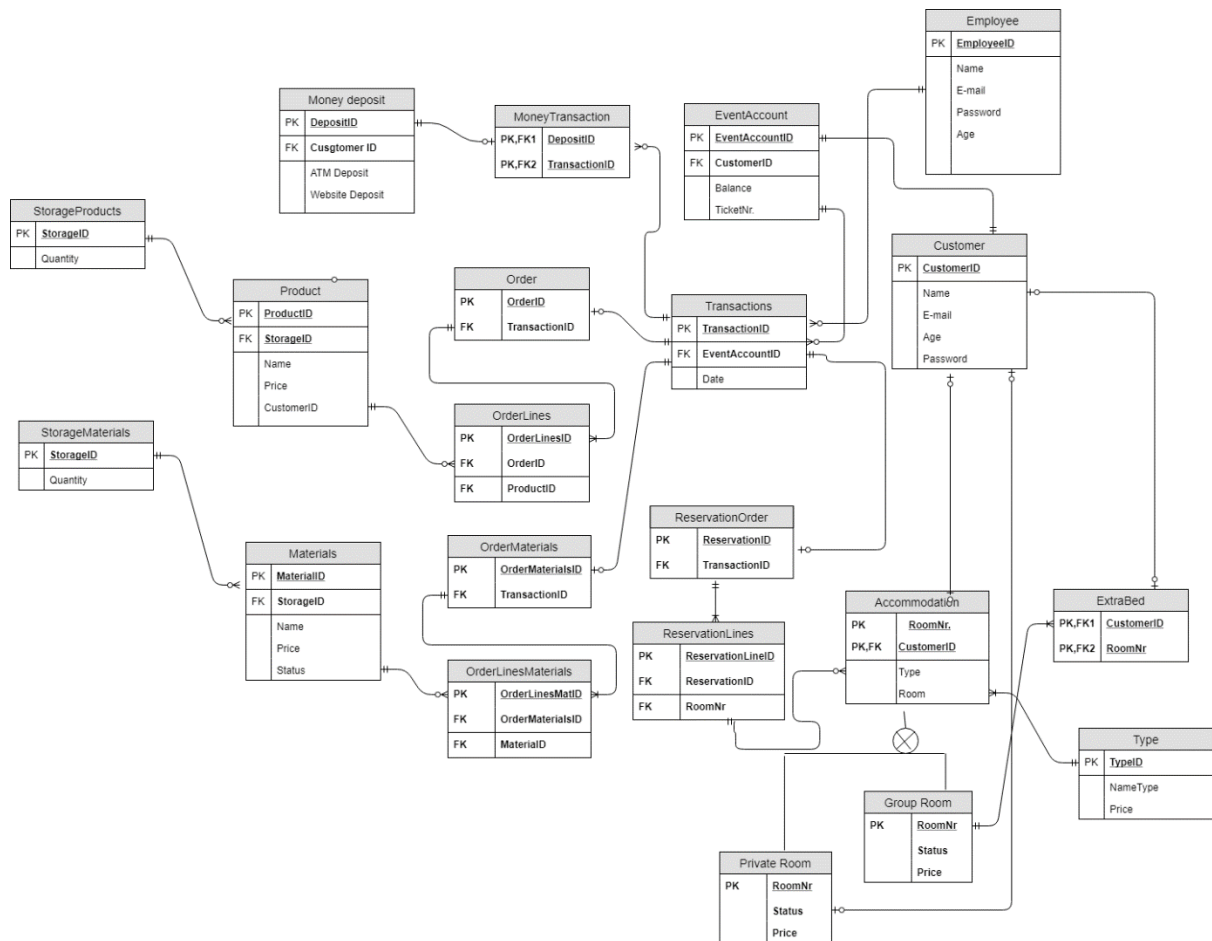 Employee
PK EmployeeID
Name
E-mail
Password
Age
Money deposit
PK DepositID
FK Cusgtomer ID
ATM Deposit
Website Deposit
MoneyTransaction
PK,FK1 DepositID
PK,FK2 TransactionID
EventAccount
PK EventAccountID
FK CustomerID
Balance
TicketNr.
StorageProducts
PK StorageID
Quantity
Customer
PK CustomerID
Name
E-mail
Age
Password
Product
PK ProductID
FK StorageID
Name
Price
CustomerID
Order
PK OrderID
FK TransactionID
Transactions
PK TransactionID
FK EventAccountID
Date
OrderLines
PK OrderLinesID
FK OrderID
FK ProductID
StorageMaterials
PK StorageID
Quantity
ReservationOrder
PK ReservationID
FK TransactionID
OrderMaterials
PK OrderMaterialsID
FK TransactionID
Materials
PK MaterialID
FK StorageID
Name
Price
Status
Accommodation
PK RoomNr.
PK,FK CustomerID
Type
Room
ExtraBed
PK,FK1 CustomerID
PK,FK2 RoomNr
ReservationLines
PK ReservationLineID
FK ReservationID
FK RoomNr
OrderLinesMaterials
PK OrderLinesMatID
FK OrderMaterialsID
FK MateriaID
Type
PK TypeID
NameType
Price
Group Room
PK RoomNr
Status
Price
Private Room
PK RoomNr
Status
Price